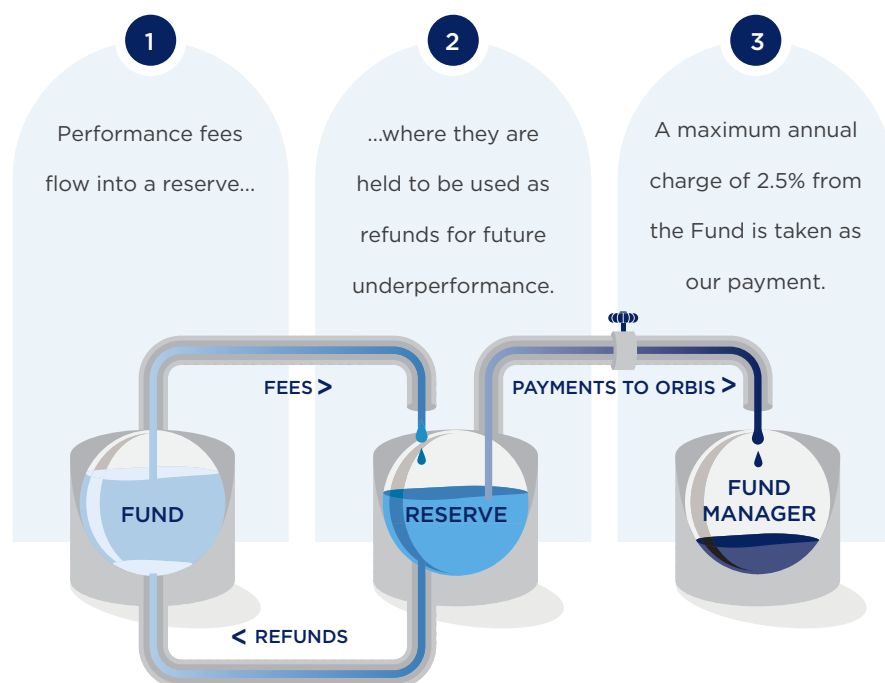 1
Performance fees
flow into a reserve...
2
...where they are
held to be used as
refunds for future
underperformance.
3
A maximum annual
charge of 2.5% from
the Fund is taken as
our payment.
FEES >
PAYMENTS TO ORBIS >
FUND
RESERVE
FUND
MANAGER
< REFUNDS